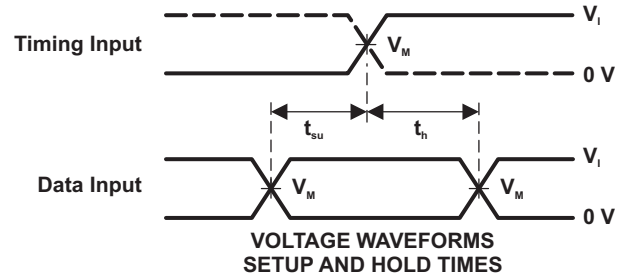 V_I
Timing Input
V_M
0 V
t_su
t_h
V_I
Data Input
V_M
V_M
0 V
VOLTAGE WAVEFORMS
SETUP AND HOLD TIMES